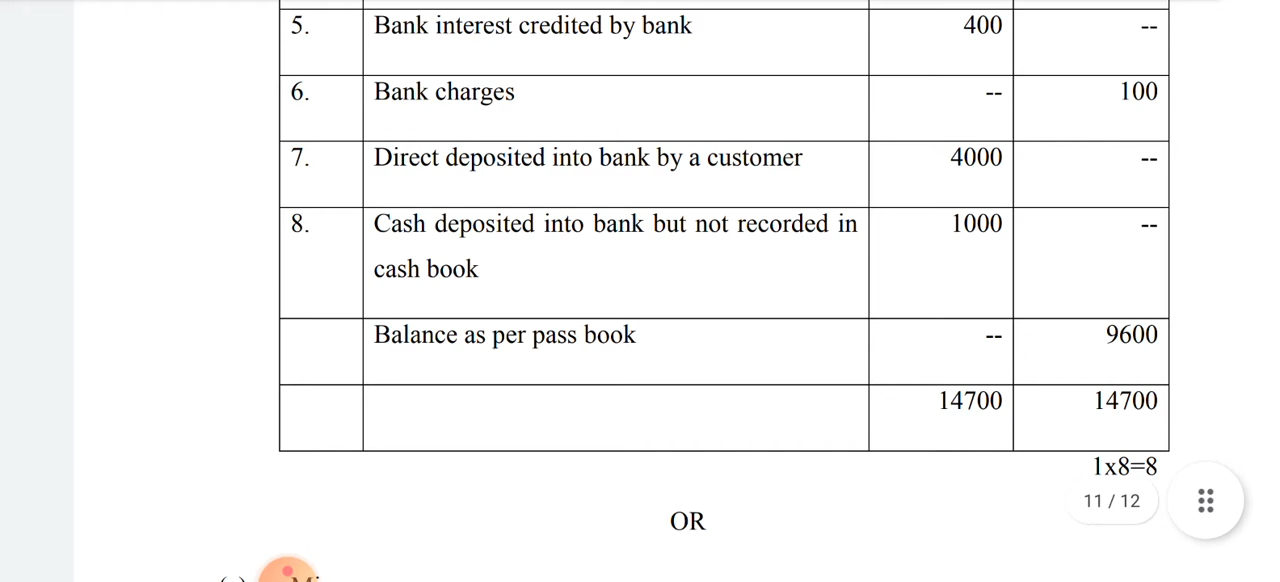 5. Bank interest credited by bank 400 --
6. Bank charges -- 100
7. Direct deposited into bank by a customer 4000 --
8. Cash deposited into bank but not recorded in 1000 --
cash book
Balance as per pass book -- 9600
14700 14700
1x8=8
11 / 12
OR